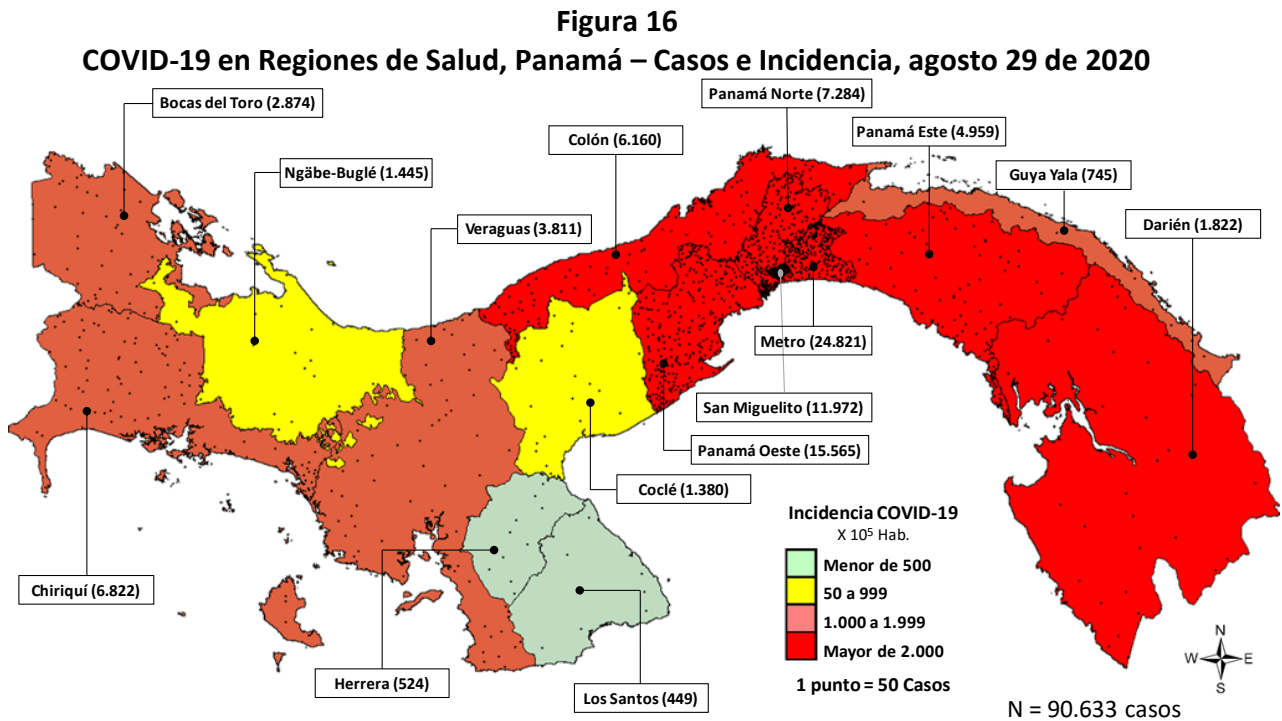 Figura 16
COVID-19 en Regiones de Salud, Panamá – Casos e Incidencia, agosto 29 de 2020
Bocas del Toro (2.874)
Panamá Norte (7.284)
Colón (6.160)
Panamá Este (4.959)
Ngäbe-Buglé (1.445)
Guya Yala (745)
Veraguas (3.811)
Darién (1.822)
Metro (24.821)
San Miguelito (11.972)
Panamá Oeste (15.565)
Coclé (1.380)
Chiriquí (6.822)
Herrera (524)
Los Santos (449)
Incidencia COVID-19
X 10⁵ Hab.
Menor de 500
50 a 999
1.000 a 1.999
Mayor de 2.000
1 punto = 50 Casos
N
W E
S
N = 90.633 casos